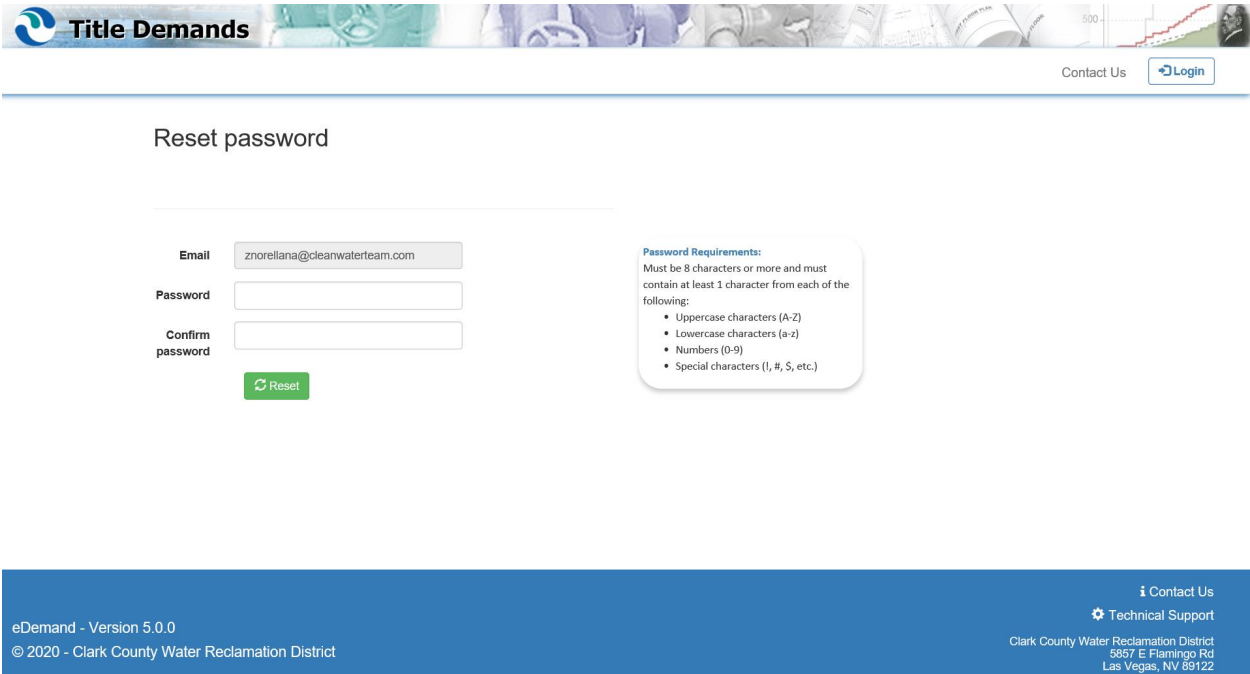 Title Demands
FLOOR PLAN
FLOOR
500
Contact Us
Login
Reset password
Email
znorellana@cleanwaterteam.com
Password
Confirm
password
Reset
Password Requirements:
Must be 8 characters or more and must
contain at least 1 character from each of the
following:
• Uppercase characters (A-Z)
• Lowercase characters (a-z)
• Numbers (0-9)
• Special characters (!, #, $, etc.)
eDemand - Version 5.0.0
© 2020 - Clark County Water Reclamation District
Contact Us
Technical Support
Clark County Water Reclamation District
5857 E Flamingo Rd
Las Vegas, NV 89122